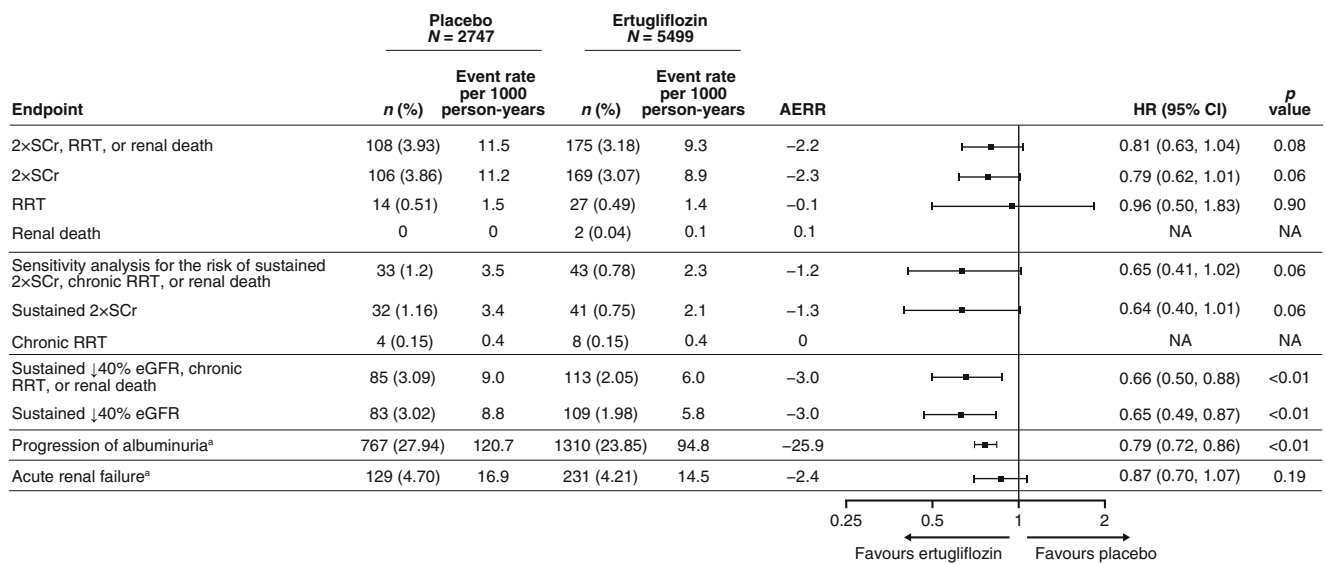 Placebo
N = 2747
Ertugliflozin
N = 5499
Endpoint n (%) Event rate per 1000 person-years n (%) Event rate per 1000 person-years AERR HR (95% CI) p value
2×SCr, RRT, or renal death 108 (3.93) 11.5 175 (3.18) 9.3 −2.2 0.81 (0.63, 1.04) 0.08
2×SCr 106 (3.86) 11.2 169 (3.07) 8.9 −2.3 0.79 (0.62, 1.01) 0.06
RRT 14 (0.51) 1.5 27 (0.49) 1.4 −0.1 0.96 (0.50, 1.83) 0.90
Renal death 0 0 2 (0.04) 0.1 0.1 NA NA
Sensitivity analysis for the risk of sustained
2×SCr, chronic RRT, or renal death 33 (1.2) 3.5 43 (0.78) 2.3 −1.2 0.65 (0.41, 1.02) 0.06
Sustained 2×SCr 32 (1.16) 3.4 41 (0.75) 2.1 −1.3 0.64 (0.40, 1.01) 0.06
Chronic RRT 4 (0.15) 0.4 8 (0.15) 0.4 0 NA NA
Sustained ↓40% eGFR, chronic
RRT, or renal death 85 (3.09) 9.0 113 (2.05) 6.0 −3.0 0.66 (0.50, 0.88) <0.01
Sustained ↓40% eGFR 83 (3.02) 8.8 109 (1.98) 5.8 −3.0 0.65 (0.49, 0.87) <0.01
Progression of albuminuriaᵃ 767 (27.94) 120.7 1310 (23.85) 94.8 −25.9 0.79 (0.72, 0.86) <0.01
Acute renal failureᵃ 129 (4.70) 16.9 231 (4.21) 14.5 −2.4 0.87 (0.70, 1.07) 0.19
0.25 0.5 1 2
Favours ertugliflozin Favours placebo